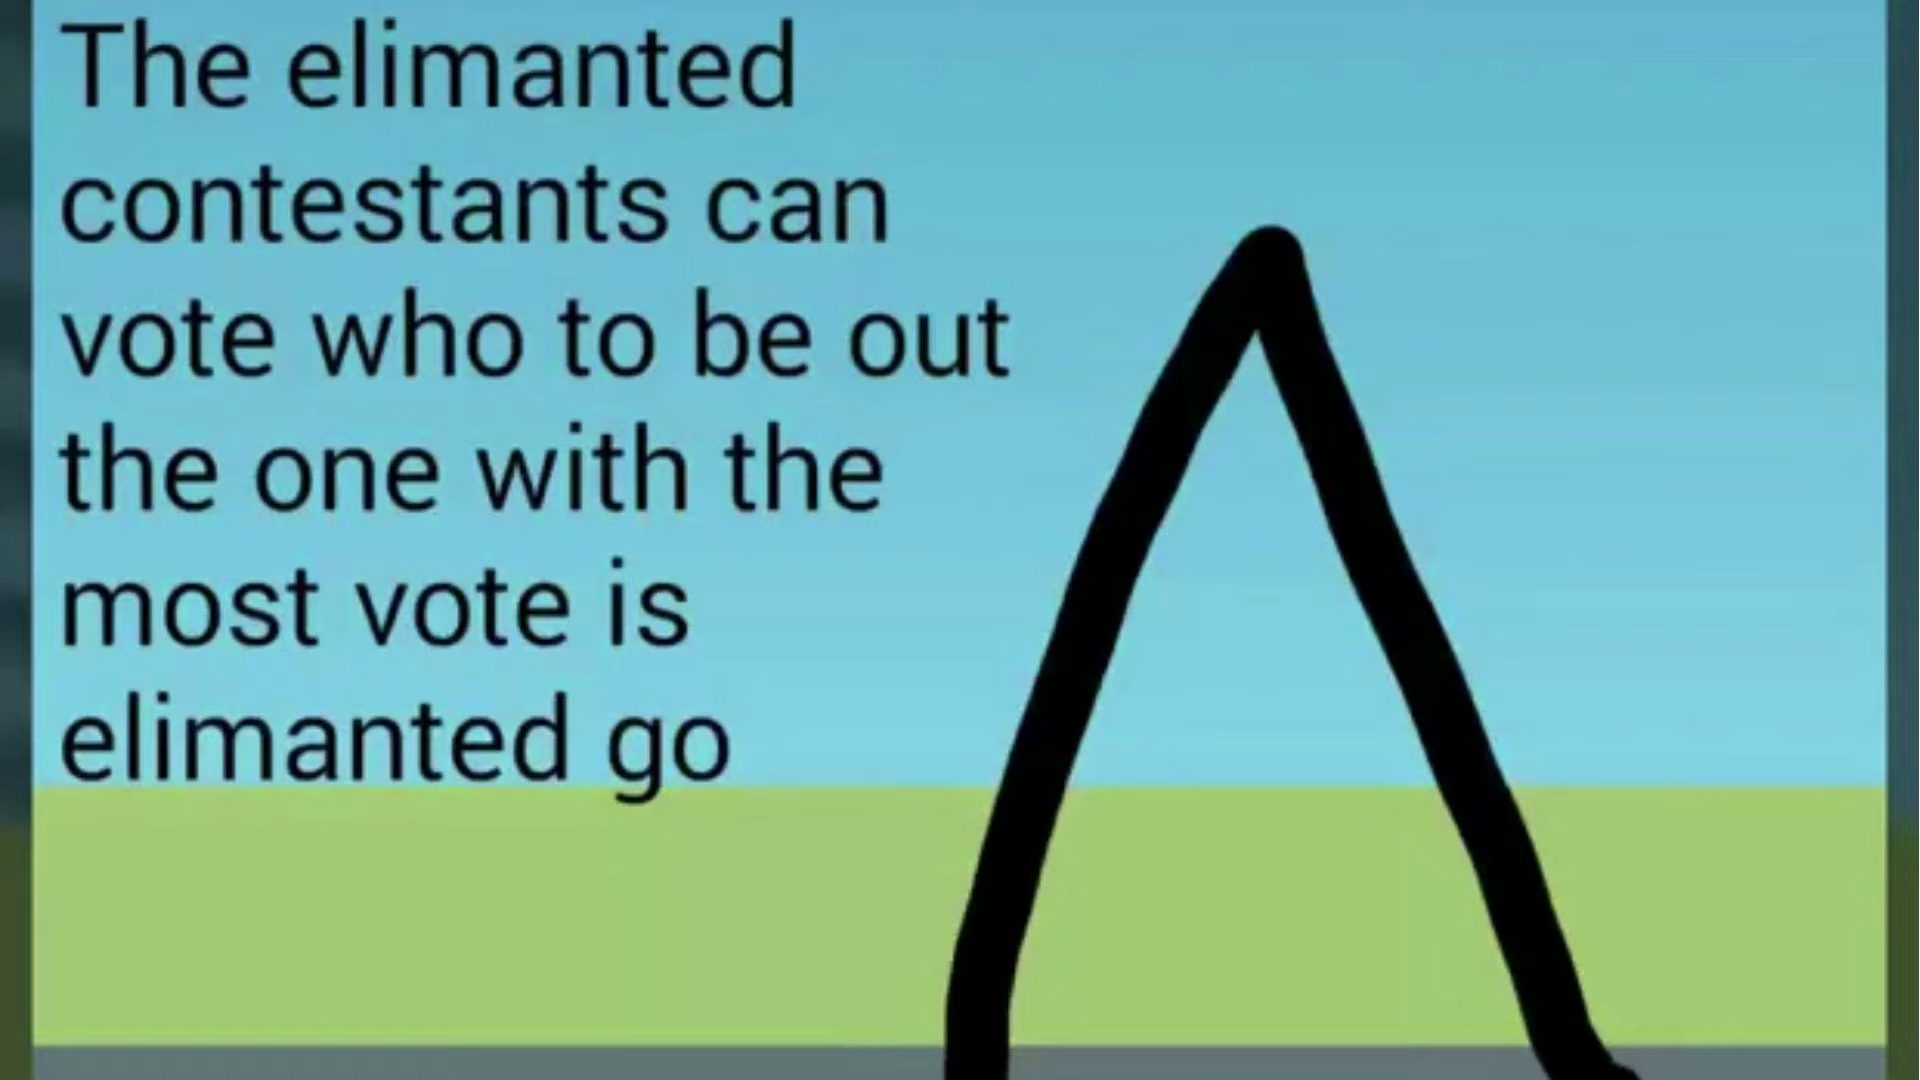 The elimanted
contestants can
vote who to be out
the one with the
most vote is
elimanted go